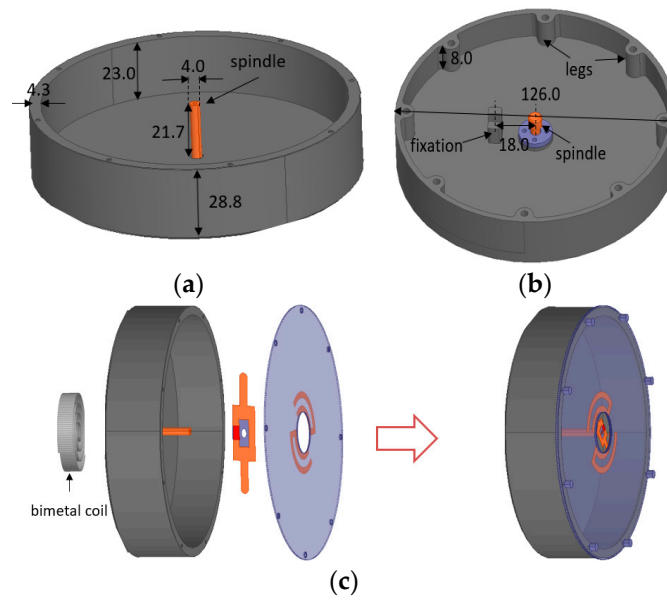 4.0
spindle
23.0
4.3
21.7
28.8
(a)
8.0
legs
126.0
fixation
18.0
spindle
(b)
bimetal coil
(c)